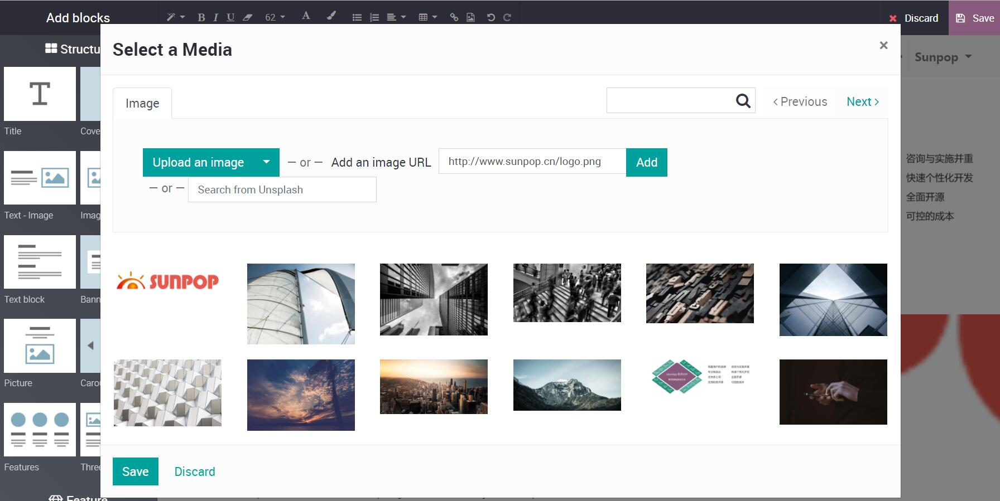 Add blocks
B I U 62 A
Discard Save
Structu
Select a Media
×
Sunpop
Image
Previous Next
Title
Cove
Upload an image — or — Add an image URL http://www.sunpop.cn/logo.png Add
— or — Search from Unsplash
咨询与实施并重
快速个性化开发
全面开源
可控的成本
Text - Image
Imag
SUNPOP
Text block
Bann
Picture
Carou
Features
Three
Save Discard
Feature